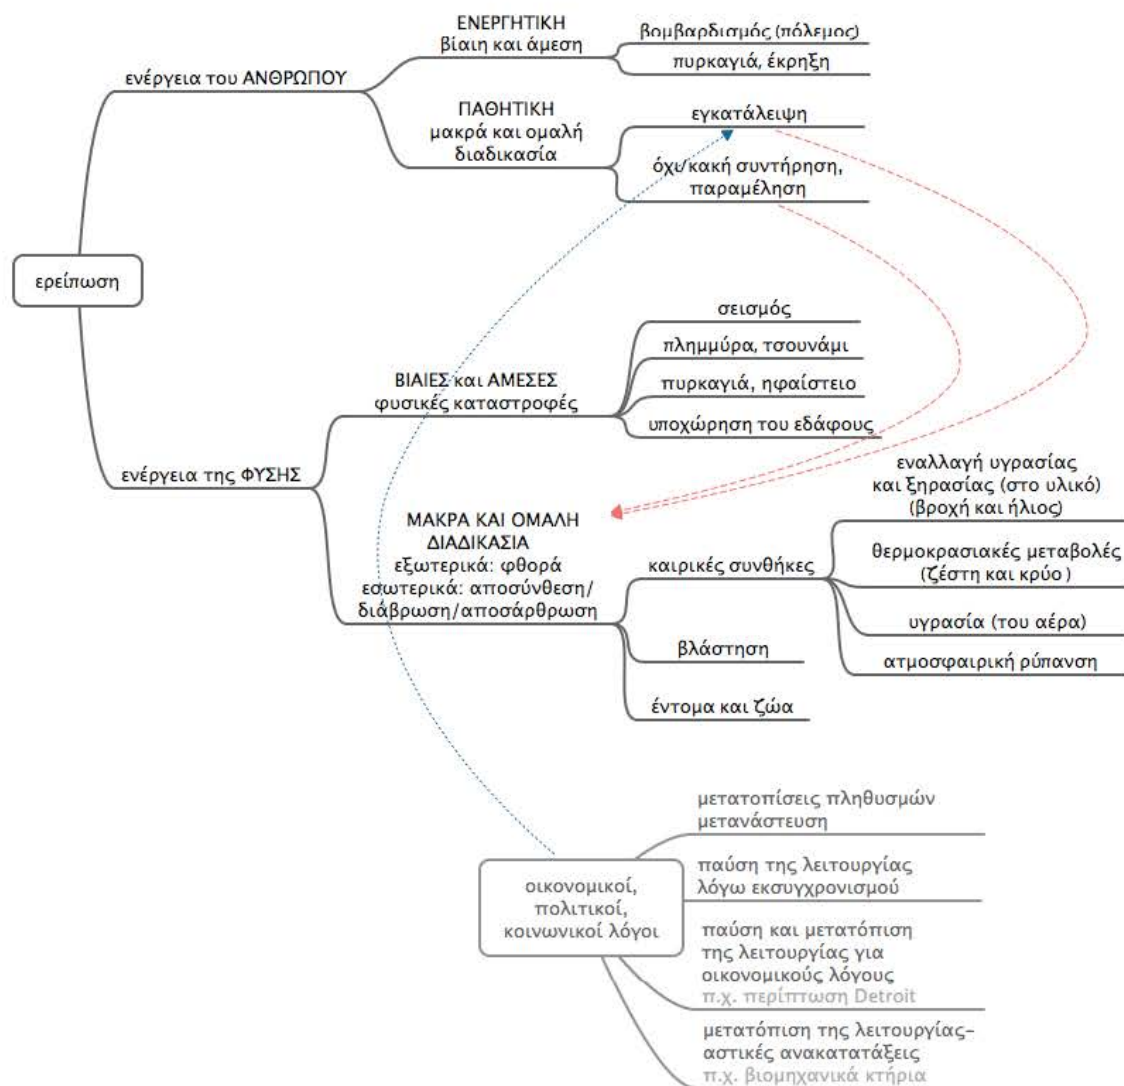 ΕΝΕΡΓΗΤΙΚΗ
βίαιη και άμεση
βομβαρδισμός (πόλεμος)
πυρκαγιά, έκρηξη
ενέργεια του ΑΝΘΡΩΠΟΥ
ΠΑΘΗΤΙΚΗ
μακρά και ομαλή
διαδικασία
εγκατάλειψη
όχι/κακή συντήρηση,
παραμέληση
ερείπωση
σεισμός
πλημμύρα, τσουνάμι
πυρκαγιά, ηφαίστειο
υποχώρηση του εδάφους
ΒΙΑΙΕΣ και ΑΜΕΣΕΣ
φυσικές καταστροφές
ενέργεια της ΦΥΣΗΣ
ΜΑΚΡΑ ΚΑΙ ΟΜΑΛΗ
ΔΙΑΔΙΚΑΣΙΑ
εξωτερικά: φθορά
εσωτερικά: αποσύνθεση/
διάβρωση/αποσάρθρωση
καιρικές συνθήκες
εναλλαγή υγρασίας
και ξηρασίας (στο υλικό)
(βροχή και ήλιος)
θερμοκρασιακές μεταβολές
(ζέστη και κρύο )
υγρασία (του αέρα)
ατμοσφαιρική ρύπανση
βλάστηση
έντομα και ζώα
οικονομικοί,
πολιτικοί,
κοινωνικοί λόγοι
μετατοπίσεις πληθυσμών
μετανάστευση
παύση της λειτουργίας
λόγω εκσυγχρονισμού
παύση και μετατόπιση
της λειτουργίας για
οικονομικούς λόγους
π.χ. περίπτωση Detroit
μετατόπιση της λειτουργίας–
αστικές ανακατατάξεις
π.χ. βιομηχανικά κτήρια